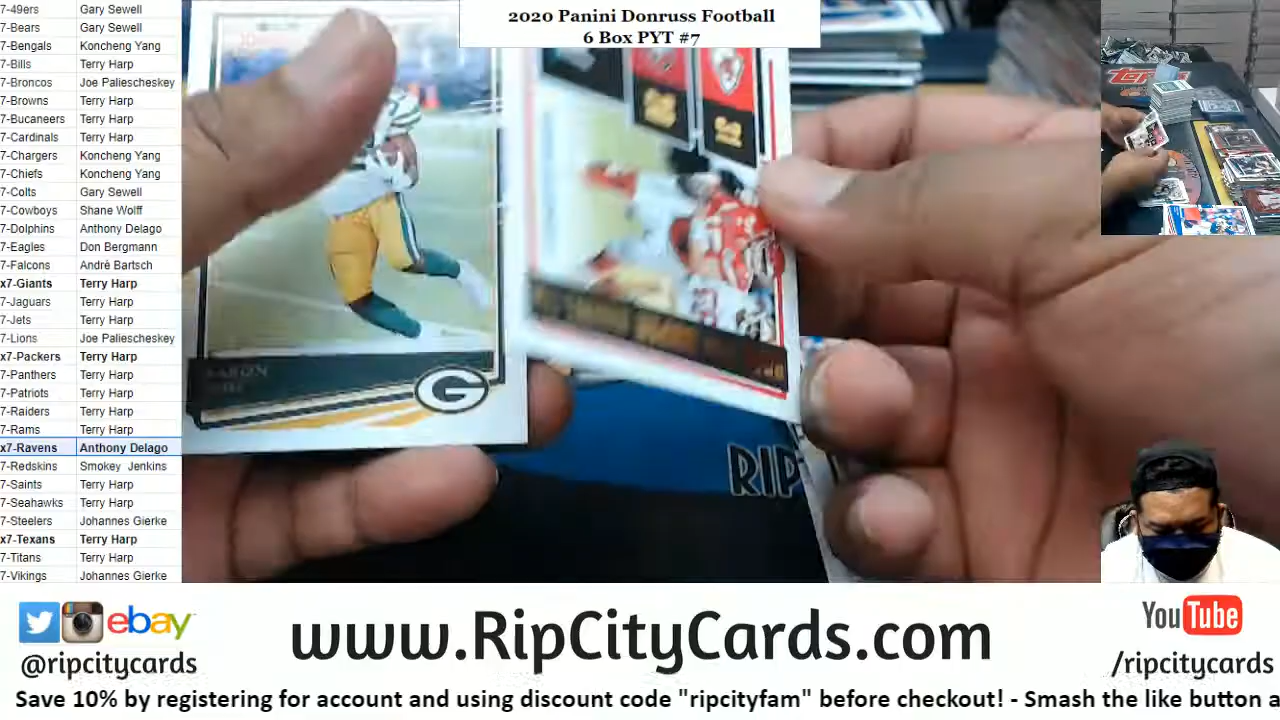 2020 Panini Donruss Football
6 Box PYT #7
7-49ers Gary Sewell
7-Bears Gary Sewell
7-Bengals Koncheng Yang
7-Bills Terry Harp
7-Broncos Joe Paliescheskey
7-Browns Terry Harp
7-Bucaneers Terry Harp
7-Cardinals Terry Harp
7-Chargers Koncheng Yang
7-Chiefs Koncheng Yang
7-Colts Gary Sewell
7-Cowboys Shane Wolff
7-Dolphins Anthony Delago
7-Eagles Don Bergmann
7-Falcons Andrè Bartsch
x7-Giants Terry Harp
7-Jaguars Terry Harp
7-Jets Terry Harp
7-Lions Joe Paliescheskey
x7-Packers Terry Harp
7-Panthers Terry Harp
7-Patriots Terry Harp
7-Raiders Terry Harp
7-Rams Terry Harp
x7-Ravens Anthony Delago
7-Redskins Smokey Jenkins
7-Saints Terry Harp
7-Seahawks Terry Harp
7-Steelers Johannes Gierke
x7-Texans Terry Harp
7-Titans Terry Harp
7-Vikings Johannes Gierke
AARON
G
RIP
Topps
ebay
@ripcitycards
www.RipCityCards.com
YouTube
/ripcitycards
Save 10% by registering for account and using discount code "ripcityfam" before checkout! - Smash the like button a